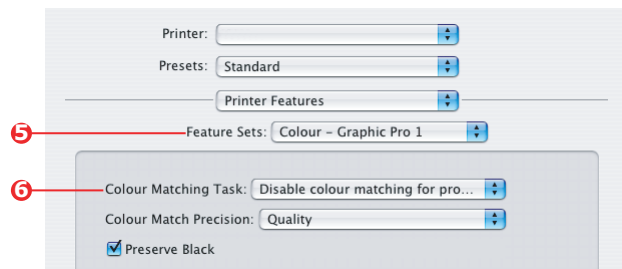 Printer:
Presets: Standard
Printer Features
5 Feature Sets: Colour – Graphic Pro 1
6 Colour Matching Task: Disable colour matching for pro...
Colour Match Precision: Quality
Preserve Black